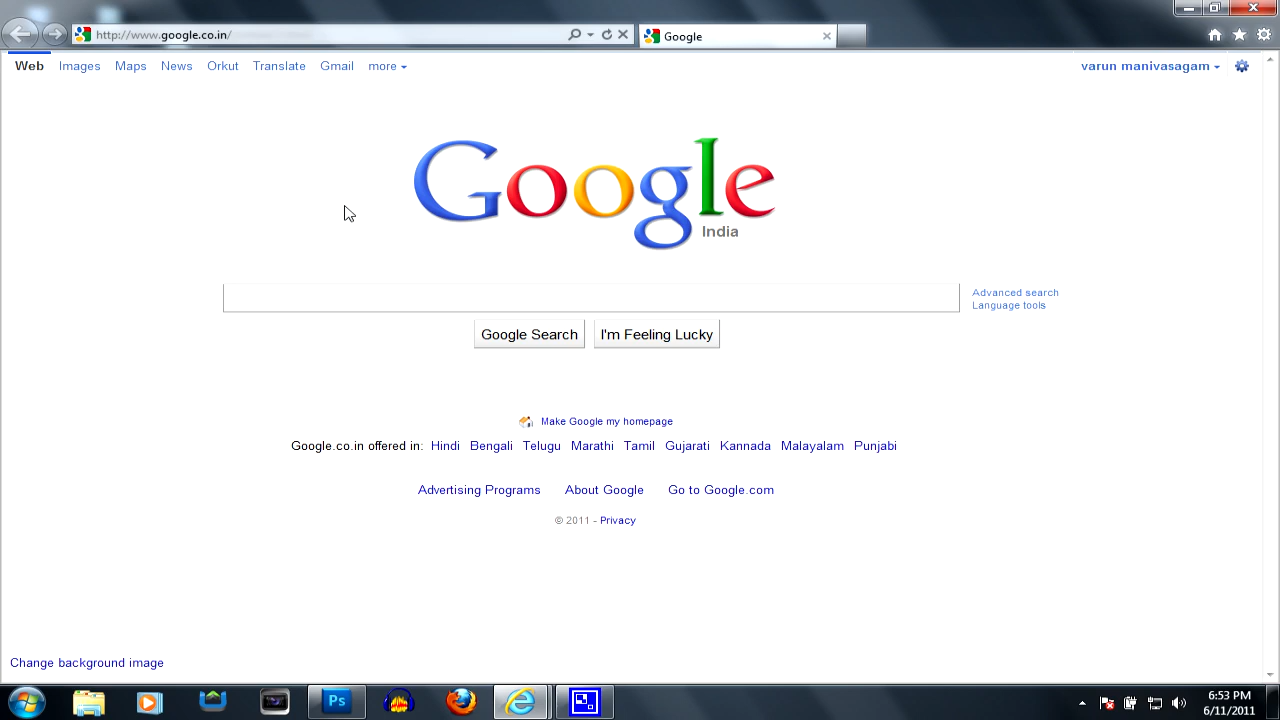 http://www.google.co.in/
Google
Web Images Maps News Orkut Translate Gmail more
varun manivasagam
Google
India
Advanced search
Language tools
Google Search I'm Feeling Lucky
Make Google my homepage
Google.co.in offered in: Hindi Bengali Telugu Marathi Tamil Gujarati Kannada Malayalam Punjabi
Advertising Programs About Google Go to Google.com
© 2011 - Privacy
Change background image
Ps
6:53 PM
6/11/2011